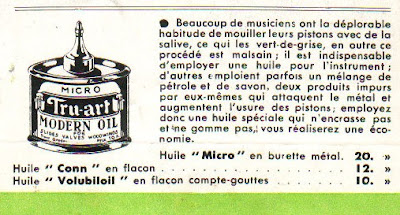 MICRO
Tru-art
MODERN OIL
FOR
SLIDES VALVES WOODWINDS
● Beaucoup de musiciens ont la déplorable
habitude de mouiller leurs pistons avec de la
salive, ce qui les vert-de-grise, en outre ce
procédé est malsain; il est indispensable
d'employer une huile pour l'instrument;
d'autres emploient parfois un mélange de
pétrole et de savon, deux produits impurs
par eux-mêmes qui attaquent le métal et
augmentent l'usure des pistons; employez
donc une huile spéciale qui n'encrasse pas
et ne gomme pas, vous réaliserez une éco-
nomie.
Huile "Micro" en burette métal. 20. »
Huile "Conn" en flacon 12. »
Huile "Volubiloil" en flacon compte-gouttes 10. »